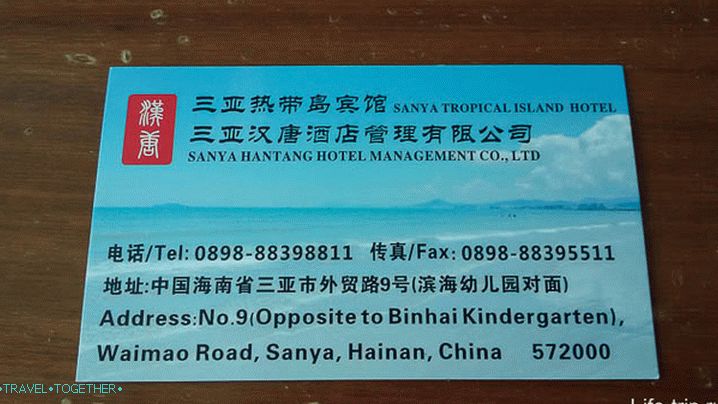 漢唐
三亚热带岛宾馆 SANYA TROPICAL ISLAND HOTEL
三亚汉唐酒店管理有限公司
SANYA HANTANG HOTEL MANAGEMENT CO., LTD
电话/Tel: 0898-88398811 传真/Fax: 0898-88395511
地址:中国海南省三亚市外贸路9号(滨海幼儿园对面)
Address:No.9(Opposite to Binhai Kindergarten),
Waimao Road, Sanya, Hainan, China 572000
•TRAVEL•TOGETHER•